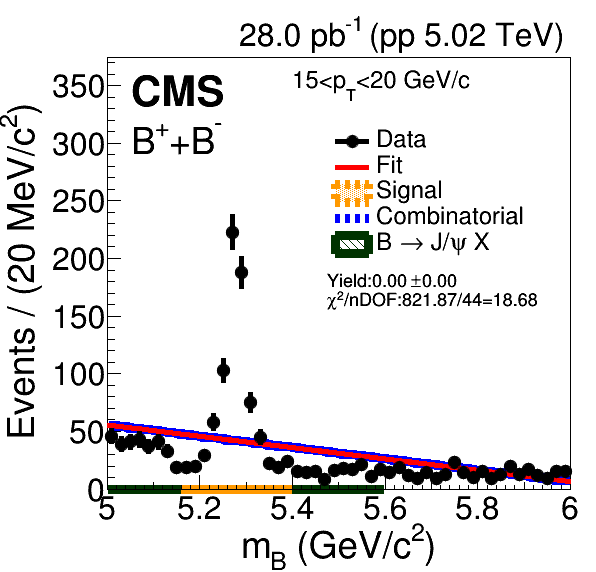 28.0 pb⁻¹ (pp 5.02 TeV)
CMS
15<p_T<20 GeV/c
B⁺+B⁻
Data
Fit
Signal
Combinatorial
B → J/ψ X
Yield:0.00 ±0.00
χ²/nDOF:821.87/44=18.68
Events / (20 MeV/c²)
350
300
250
200
150
100
50
0
5 5.2 5.4 5.6 5.8 6
m_B (GeV/c²)